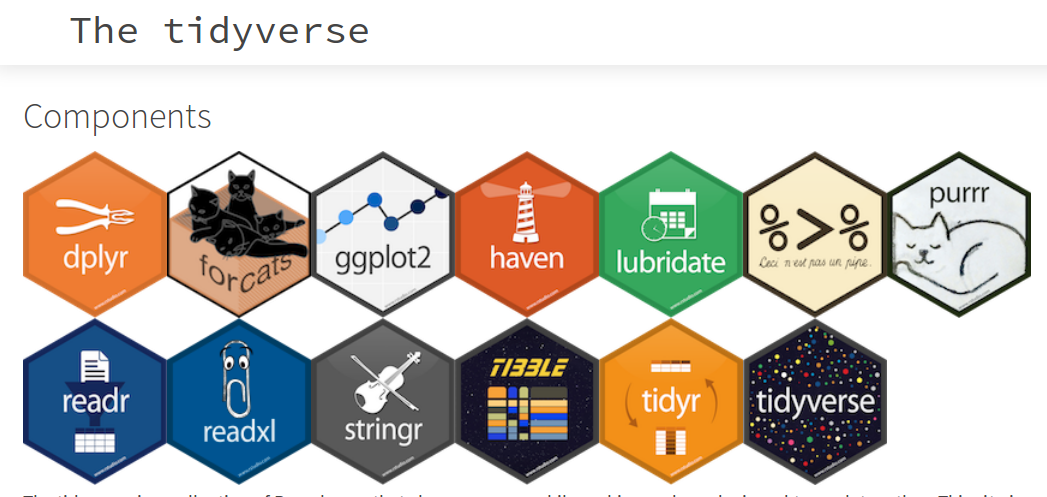 The tidyverse
Components
dplyr
forcats
ggplot2
haven
lubridate
%>%
Ceci n'est pas un pipe.
purrr
readr
readxl
stringr
TIBBLE
tidyr
tidyverse